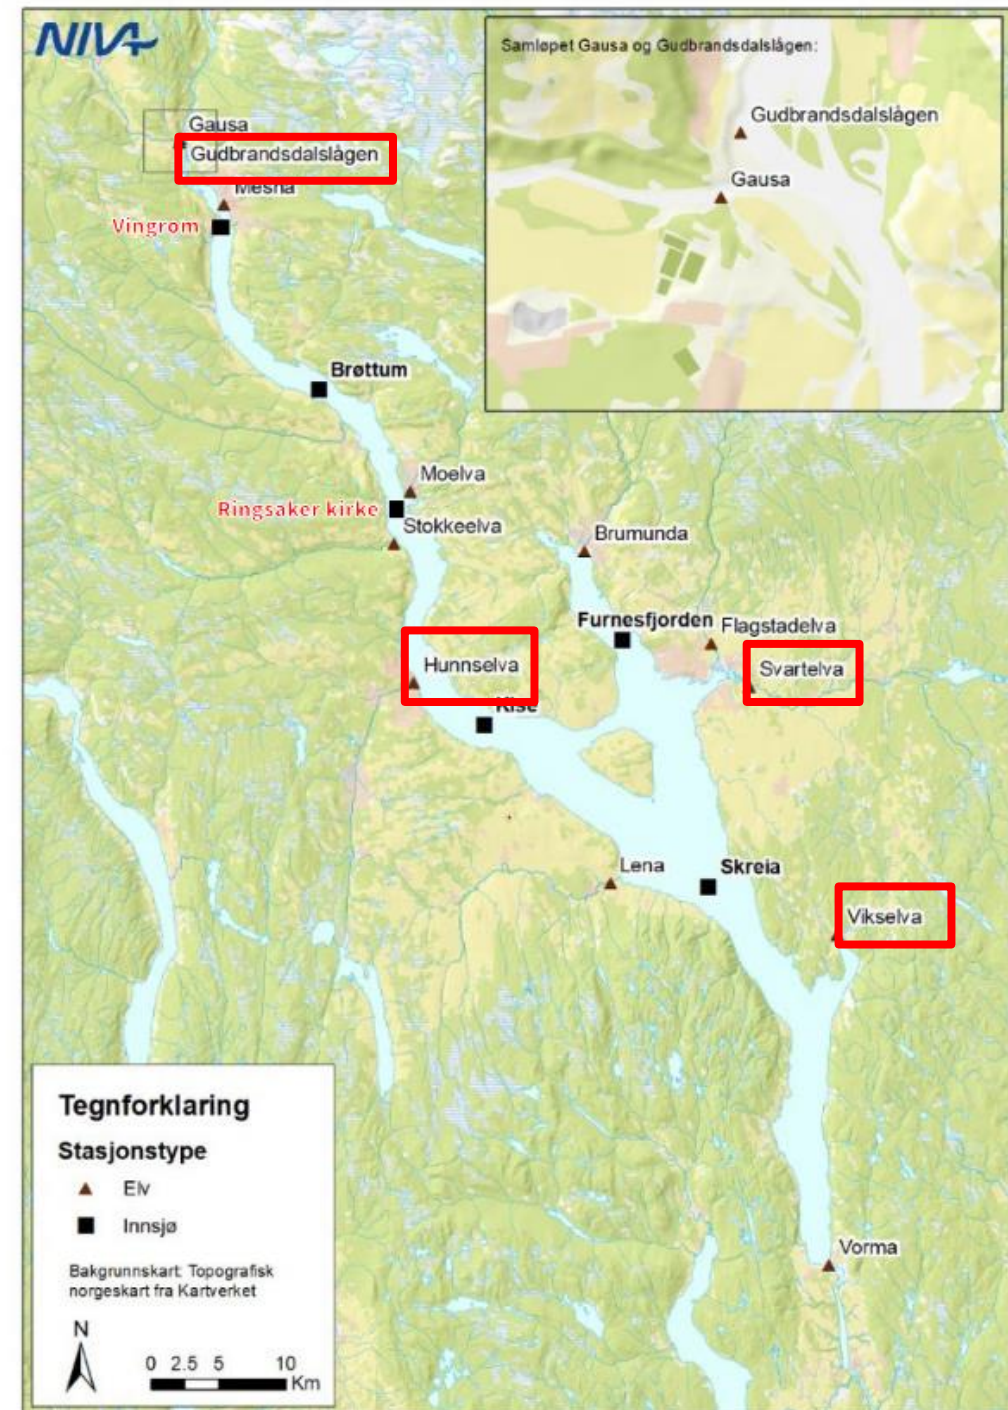 NIVA
Samløpet Gausa og Gudbrandsdalslågen:
Gudbrandsdalslågen
Gausa
Gausa
Gudbrandsdalslågen
Mesna
Vingrom
Brøttum
Moelva
Ringsaker kirke
Stokkeelva
Brumunda
Furnesfjorden
Flagstadelva
Hunnselva
Svartelva
Kise
Lena
Skreia
Vikselva
Vorma
Tegnforklaring
Stasjonstype
Elv
Innsjø
Bakgrunnskart: Topografisk
norgeskart fra Kartverket
N
0 2.5 5 10
Km